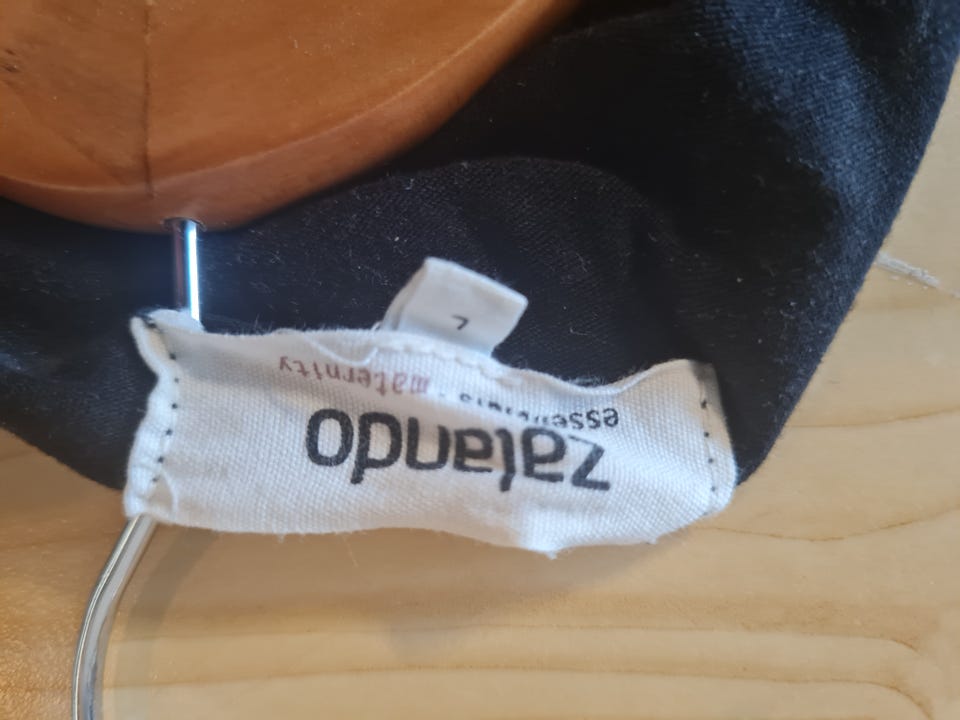 zalando
essentials maternity
L